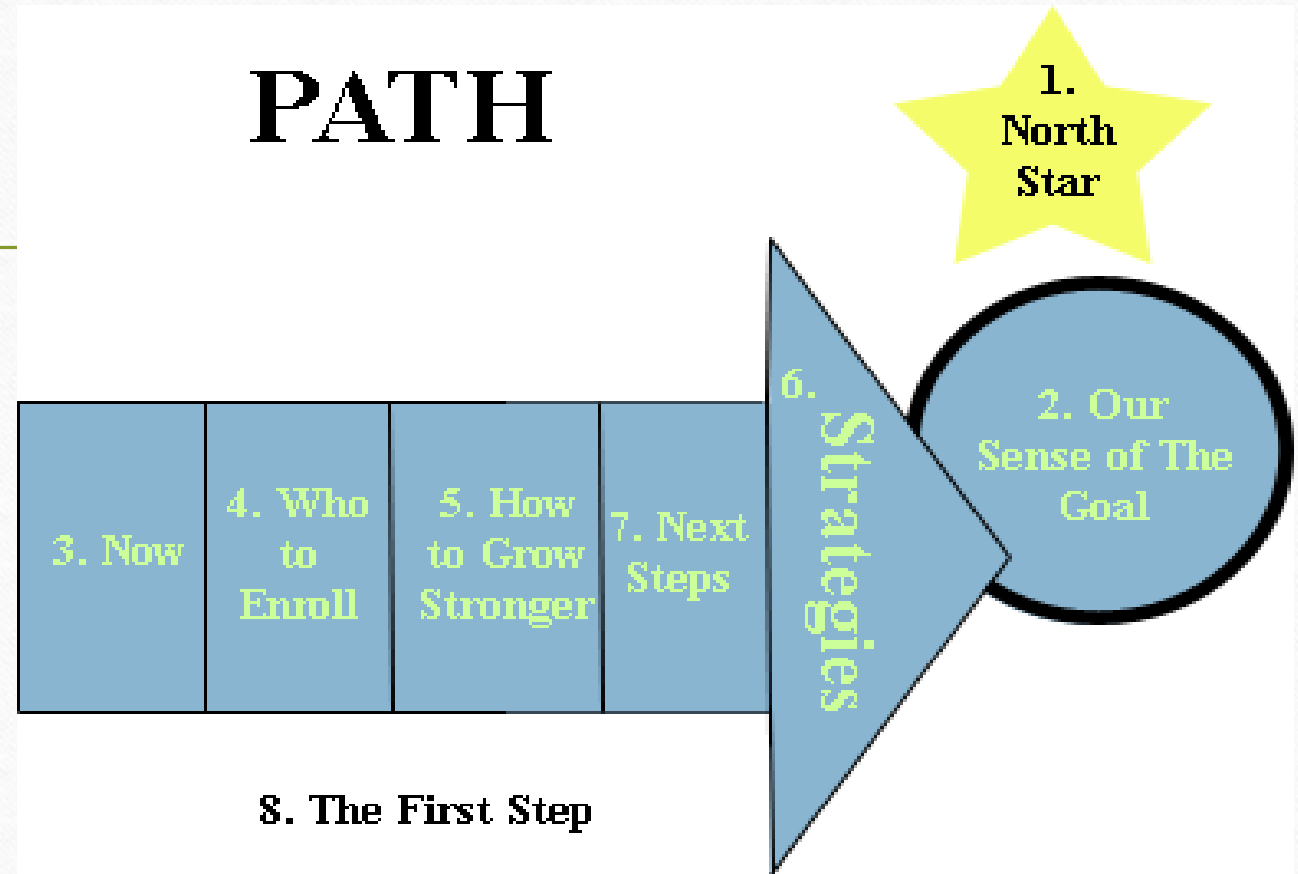 PATH
1.
North
Star
2. Our
Sense of The
Goal
3. Now
4. Who
to
Enroll
5. How
to Grow
Stronger
7. Next
Steps
6.
Strategies
8. The First Step